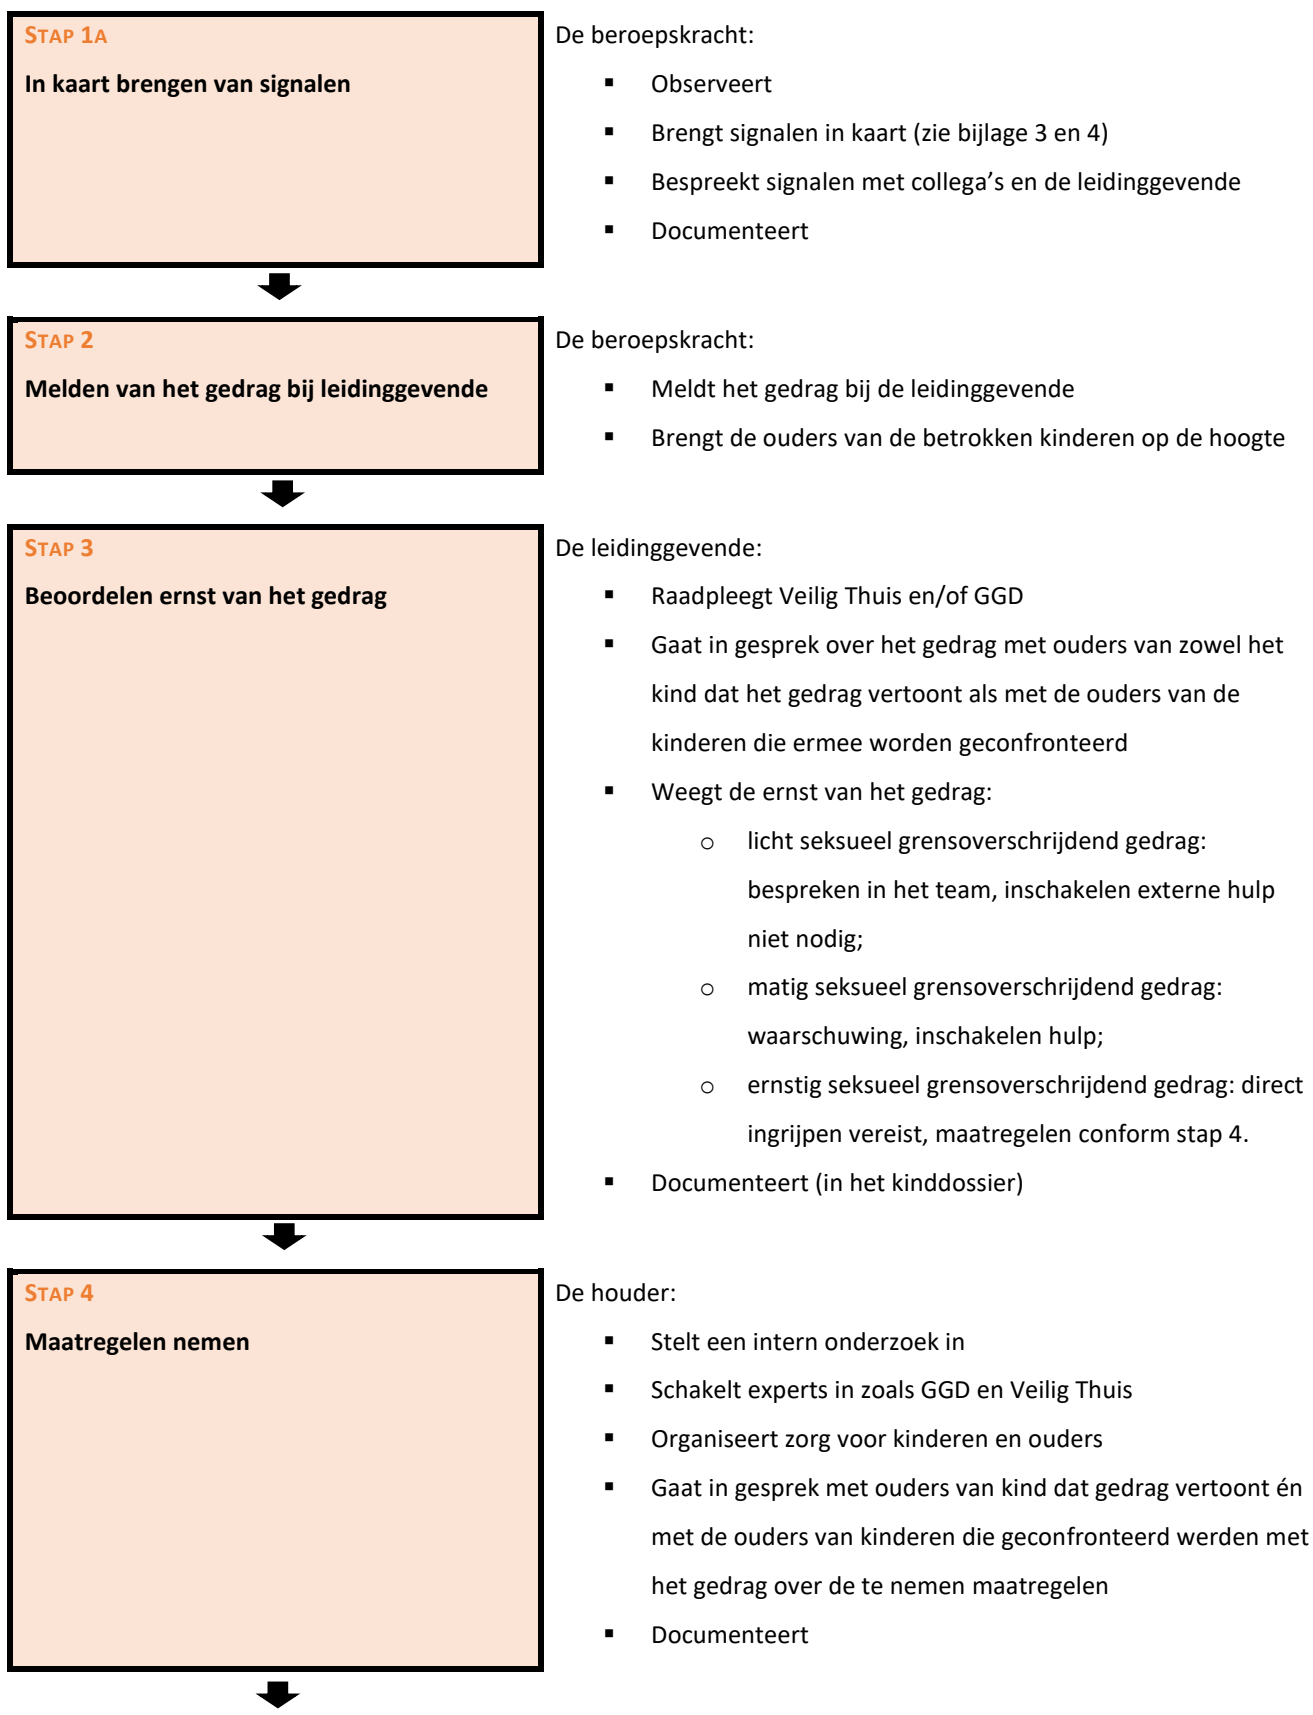 STAP 1A
In kaart brengen van signalen
De beroepskracht:
▪ Observeert
▪ Brengt signalen in kaart (zie bijlage 3 en 4)
▪ Bespreekt signalen met collega’s en de leidinggevende
▪ Documenteert
STAP 2
Melden van het gedrag bij leidinggevende
De beroepskracht:
▪ Meldt het gedrag bij de leidinggevende
▪ Brengt de ouders van de betrokken kinderen op de hoogte
STAP 3
Beoordelen ernst van het gedrag
De leidinggevende:
▪ Raadpleegt Veilig Thuis en/of GGD
▪ Gaat in gesprek over het gedrag met ouders van zowel het
kind dat het gedrag vertoont als met de ouders van de
kinderen die ermee worden geconfronteerd
▪ Weegt de ernst van het gedrag:
o licht seksueel grensoverschrijdend gedrag:
bespreken in het team, inschakelen externe hulp
niet nodig;
o matig seksueel grensoverschrijdend gedrag:
waarschuwing, inschakelen hulp;
o ernstig seksueel grensoverschrijdend gedrag: direct
ingrijpen vereist, maatregelen conform stap 4.
▪ Documenteert (in het kinddossier)
STAP 4
Maatregelen nemen
De houder:
▪ Stelt een intern onderzoek in
▪ Schakelt experts in zoals GGD en Veilig Thuis
▪ Organiseert zorg voor kinderen en ouders
▪ Gaat in gesprek met ouders van kind dat gedrag vertoont én
met de ouders van kinderen die geconfronteerd werden met
het gedrag over de te nemen maatregelen
▪ Documenteert